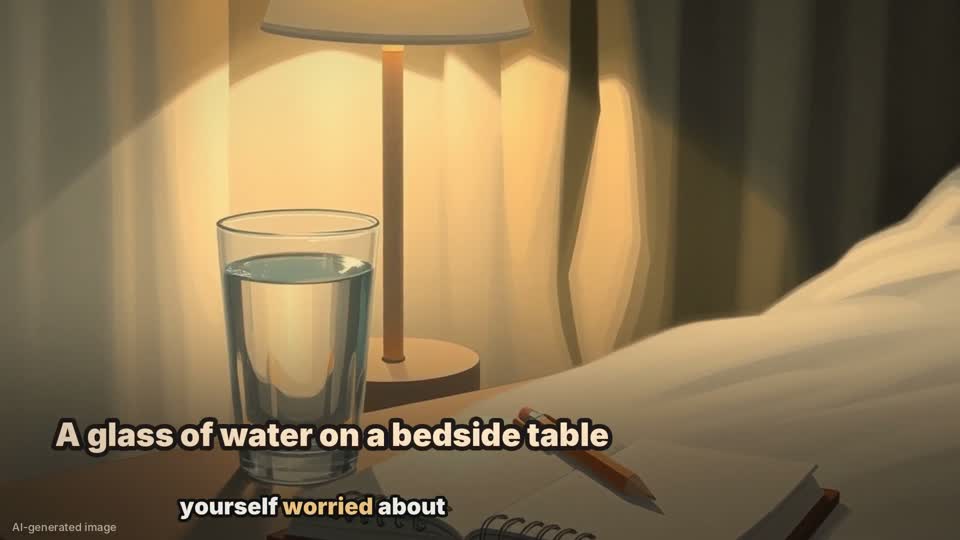 A glass of water on a bedside table
yourself worried about
AI-generated image